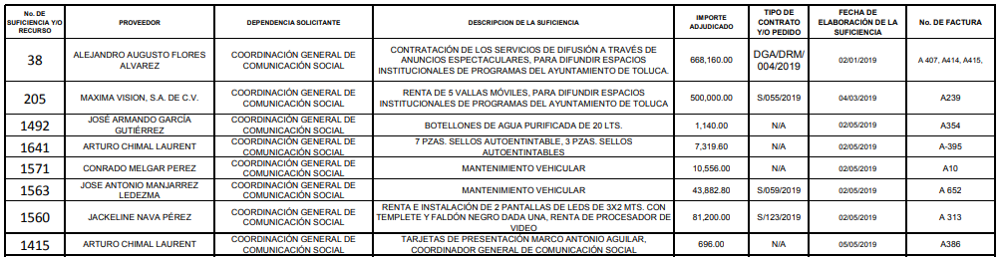 No. DE SUFICIENCIA Y/O RECURSO | PROVEEDOR | DEPENDENCIA SOLICITANTE | DESCRIPCION DE LA SUFICIENCIA | IMPORTE ADJUDICADO | TIPO DE CONTRATO Y/O PEDIDO | FECHA DE ELABORACIÓN DE LA SUFICIENCIA | No. DE FACTURA
38 | ALEJANDRO AUGUSTO FLORES ALVAREZ | COORDINACIÓN GENERAL DE COMUNICACIÓN SOCIAL | CONTRATACIÓN DE LOS SERVICIOS DE DIFUSIÓN A TRAVÉS DE ANUNCIOS ESPECTACULARES, PARA DIFUNDIR ESPACIOS INSTITUCIONALES DE PROGRAMAS DEL AYUNTAMIENTO DE TOLUCA. | 668,160.00 | DGA/DRM/004/2019 | 02/01/2019 | A 407, A414, A415,
205 | MAXIMA VISION, S.A. DE C.V. | COORDINACIÓN GENERAL DE COMUNICACIÓN SOCIAL | RENTA DE 5 VALLAS MÓVILES, PARA DIFUNDIR ESPACIOS INSTITUCIONALES DE PROGRAMAS DEL AYUNTAMIENTO DE TOLUCA | 500,000.00 | S/055/2019 | 04/03/2019 | A239
1492 | JOSÉ ARMANDO GARCÍA GUTIÉRREZ | COORDINACIÓN GENERAL DE COMUNICACIÓN SOCIAL | BOTELLONES DE AGUA PURIFICADA DE 20 LTS. | 1,140.00 | N/A | 02/05/2019 | A354
1641 | ARTURO CHIMAL LAURENT | COORDINACIÓN GENERAL DE COMUNICACIÓN SOCIAL | 7 PZAS. SELLOS AUTOENTINTABLE, 3 PZAS. SELLOS AUTOENTINTABLES | 7,319.60 | N/A | 02/05/2019 | A-395
1571 | CONRADO MELGAR PEREZ | COORDINACIÓN GENERAL DE COMUNICACIÓN SOCIAL | MANTENIMIENTO VEHICULAR | 10,556.00 | N/A | 02/05/2019 | A10
1563 | JOSE ANTONIO MANJARREZ LEDEZMA | COORDINACIÓN GENERAL DE COMUNICACIÓN SOCIAL | MANTENIMIENTO VEHICULAR | 43,882.80 | S/059/2019 | 02/05/2019 | A 652
1560 | JACKELINE NAVA PÉREZ | COORDINACIÓN GENERAL DE COMUNICACIÓN SOCIAL | RENTA E INSTALACIÓN DE 2 PANTALLAS DE LEDS DE 3X2 MTS. CON TEMPLETE Y FALDÓN NEGRO DADA UNA, RENTA DE PROCESADOR DE VIDEO | 81,200.00 | S/123/2019 | 02/05/2019 | A 313
1415 | ARTURO CHIMAL LAURENT | COORDINACIÓN GENERAL DE COMUNICACIÓN SOCIAL | TARJETAS DE PRESENTACIÓN MARCO ANTONIO AGUILAR, COORDINADOR GENERAL DE COMUNICACIÓN SOCIAL | 696.00 | N/A | 05/05/2019 | A386